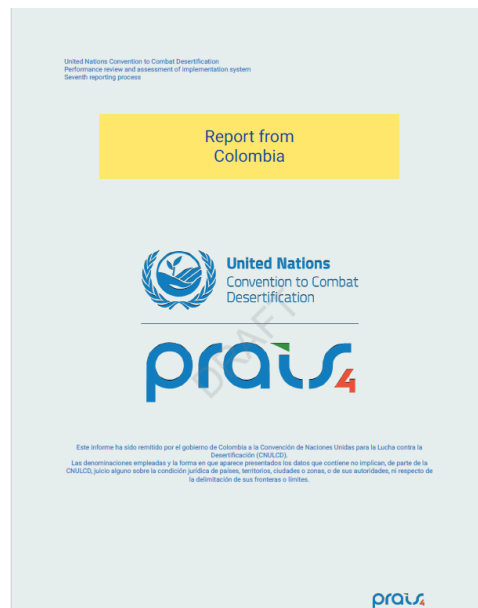 United Nations Convention to Combat Desertification
Performance review and assessment of implementation system
Seventh reporting process
Report from
Colombia
United Nations
Convention to Combat
Desertification
DRAFT
prais4
Este informe ha sido remitido por el gobierno de Colombia a la Convención de Naciones Unidas para la Lucha contra la
Desertificación (CNULCD).
Las denominaciones empleadas y la forma en que aparece presentados los datos que contiene no implican, de parte de la
CNULCD, juicio alguno sobre la condición jurídica de países, territorios, ciudades o zonas, o de sus autoridades, ni respecto de
la delimitación de sus fronteras o límites.
prais4